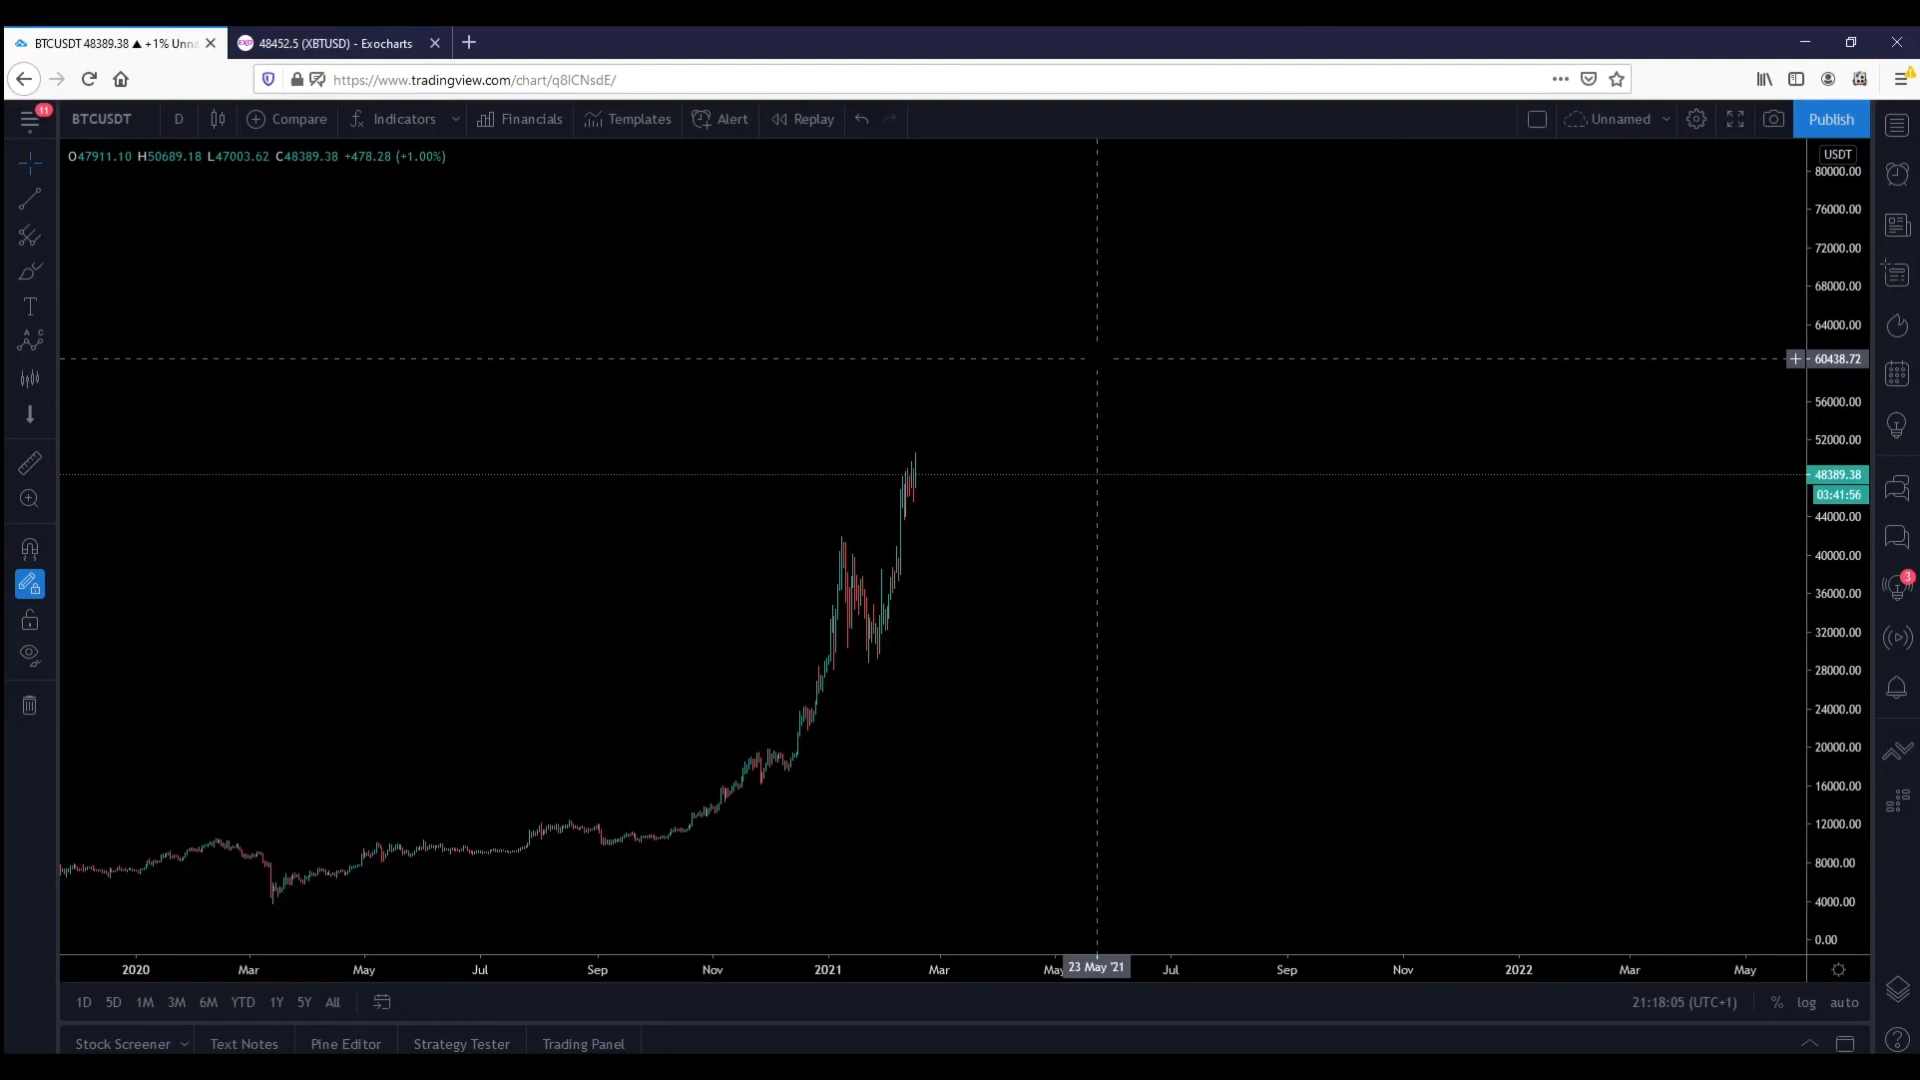 BTCUSDT 48389.38 ▲ +1% Unna
EXO 48452.5 (XBTUSD) - Exocharts
https://www.tradingview.com/chart/q8lCNsdE/
11
BTCUSDT D Compare Indicators Financials Templates Alert Replay Unnamed Publish
O47911.10 H50689.18 L47003.62 C48389.38 +478.28 (+1.00%)
USDT
80000.00
76000.00
72000.00
68000.00
64000.00
60438.72
56000.00
52000.00
48389.38
03:41:56
44000.00
40000.00
36000.00
32000.00
28000.00
24000.00
20000.00
16000.00
12000.00
8000.00
4000.00
0.00
3
2020 Mar May Jul Sep Nov 2021 Mar May 23 May '21 Jul Sep Nov 2022 Mar May
1D 5D 1M 3M 6M YTD 1Y 5Y All 21:18:05 (UTC+1) % log auto
Stock Screener Text Notes Pine Editor Strategy Tester Trading Panel